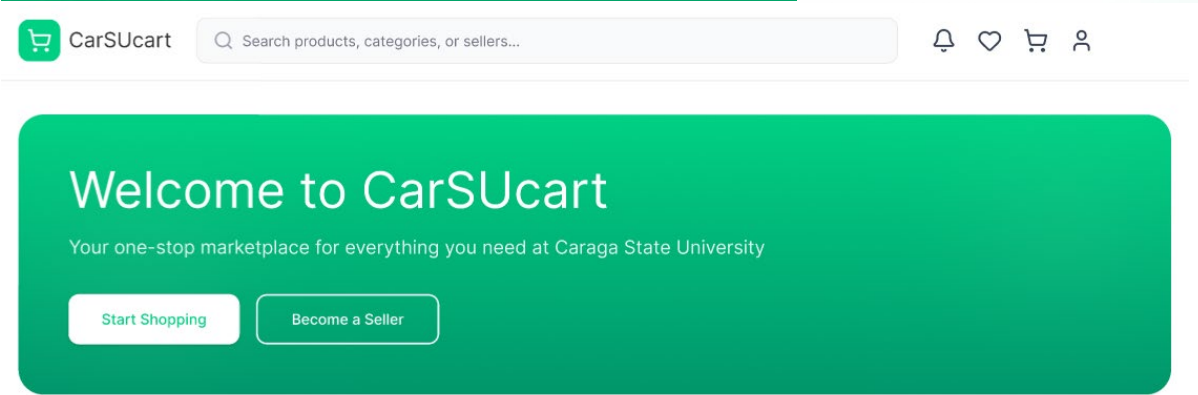 CarSUcart
Search products, categories, or sellers...
Welcome to CarSUcart
Your one-stop marketplace for everything you need at Caraga State University
Start Shopping
Become a Seller